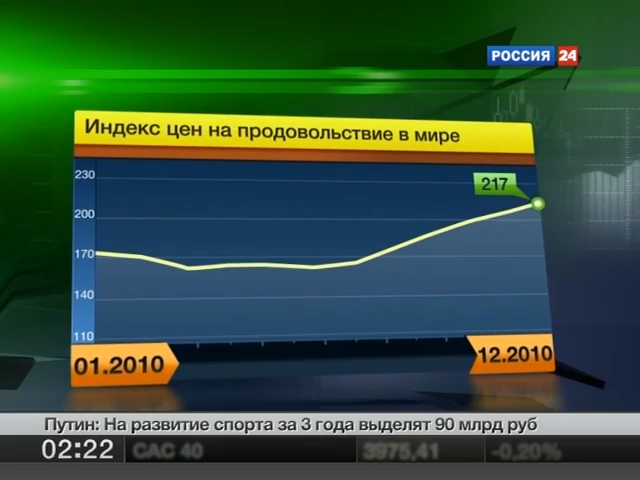 РОССИЯ 24
Индекс цен на продовольствие в мире
230
217
200
170
140
110
01.2010
12.2010
Путин: На развитие спорта за 3 года выделят 90 млрд руб
02:22 CAC 40 3975,41 -0,20%